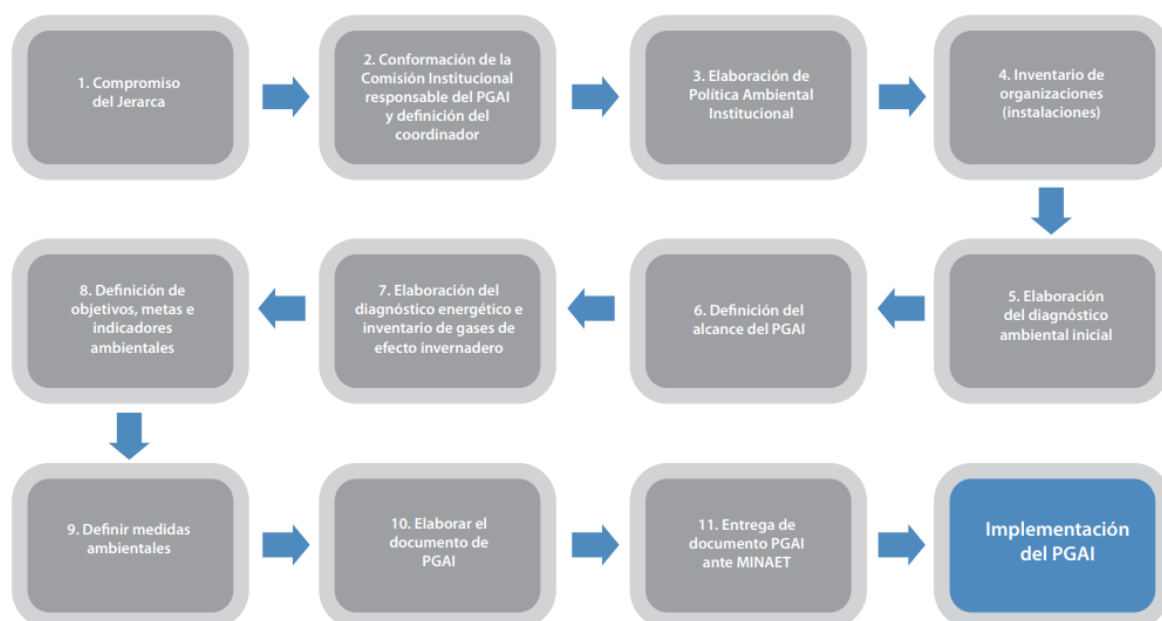 1. Compromiso
del Jerarca
2. Conformación de la
Comisión Institucional
responsable del PGAI
y definición del
coordinador
3. Elaboración de
Política Ambiental
Institucional
4. Inventario de
organizaciones
(instalaciones)
5. Elaboración
del diagnóstico
ambiental inicial
6. Definición del
alcance del PGAI
7. Elaboración del
diagnóstico energético e
inventario de gases de
efecto invernadero
8. Definición de
objetivos, metas e
indicadores
ambientales
9. Definir medidas
ambientales
10. Elaborar el
documento de
PGAI
11. Entrega de
documento PGAI
ante MINAET
Implementación
del PGAI